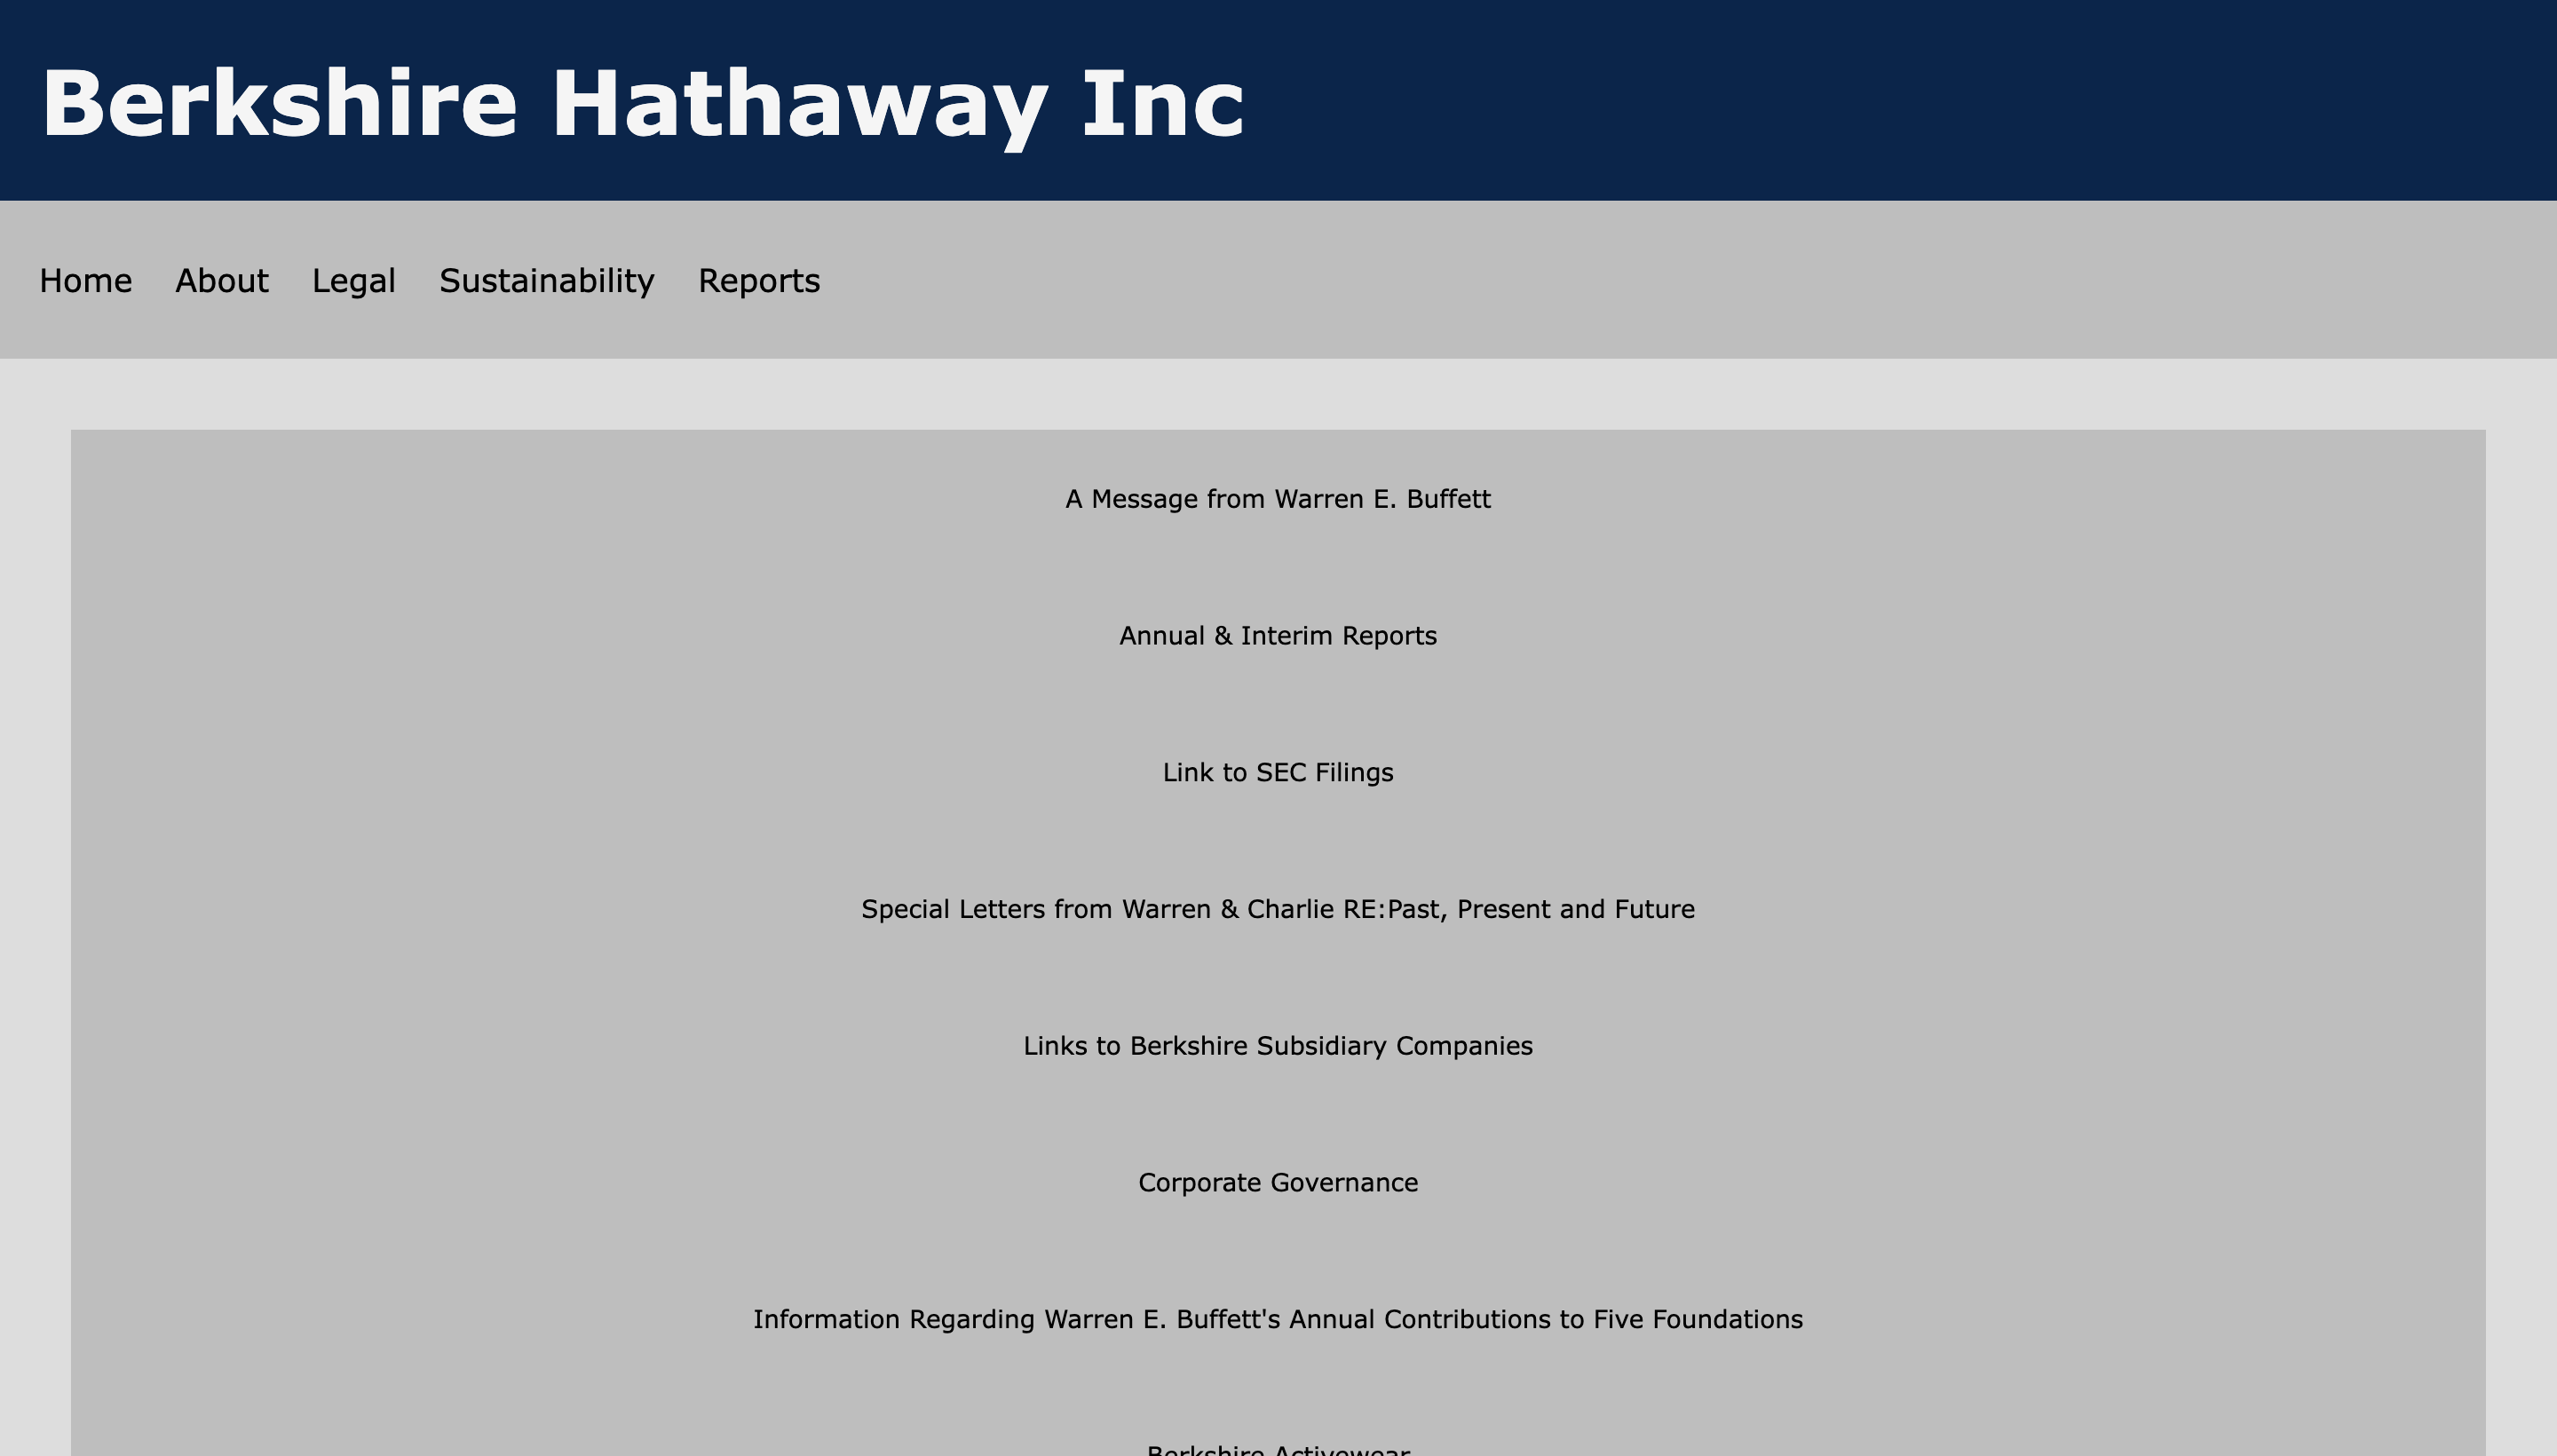 Berkshire Hathaway Inc
Home About Legal Sustainability Reports
A Message from Warren E. Buffett
Annual & Interim Reports
Link to SEC Filings
Special Letters from Warren & Charlie RE:Past, Present and Future
Links to Berkshire Subsidiary Companies
Corporate Governance
Information Regarding Warren E. Buffett's Annual Contributions to Five Foundations
Berkshire Activewear